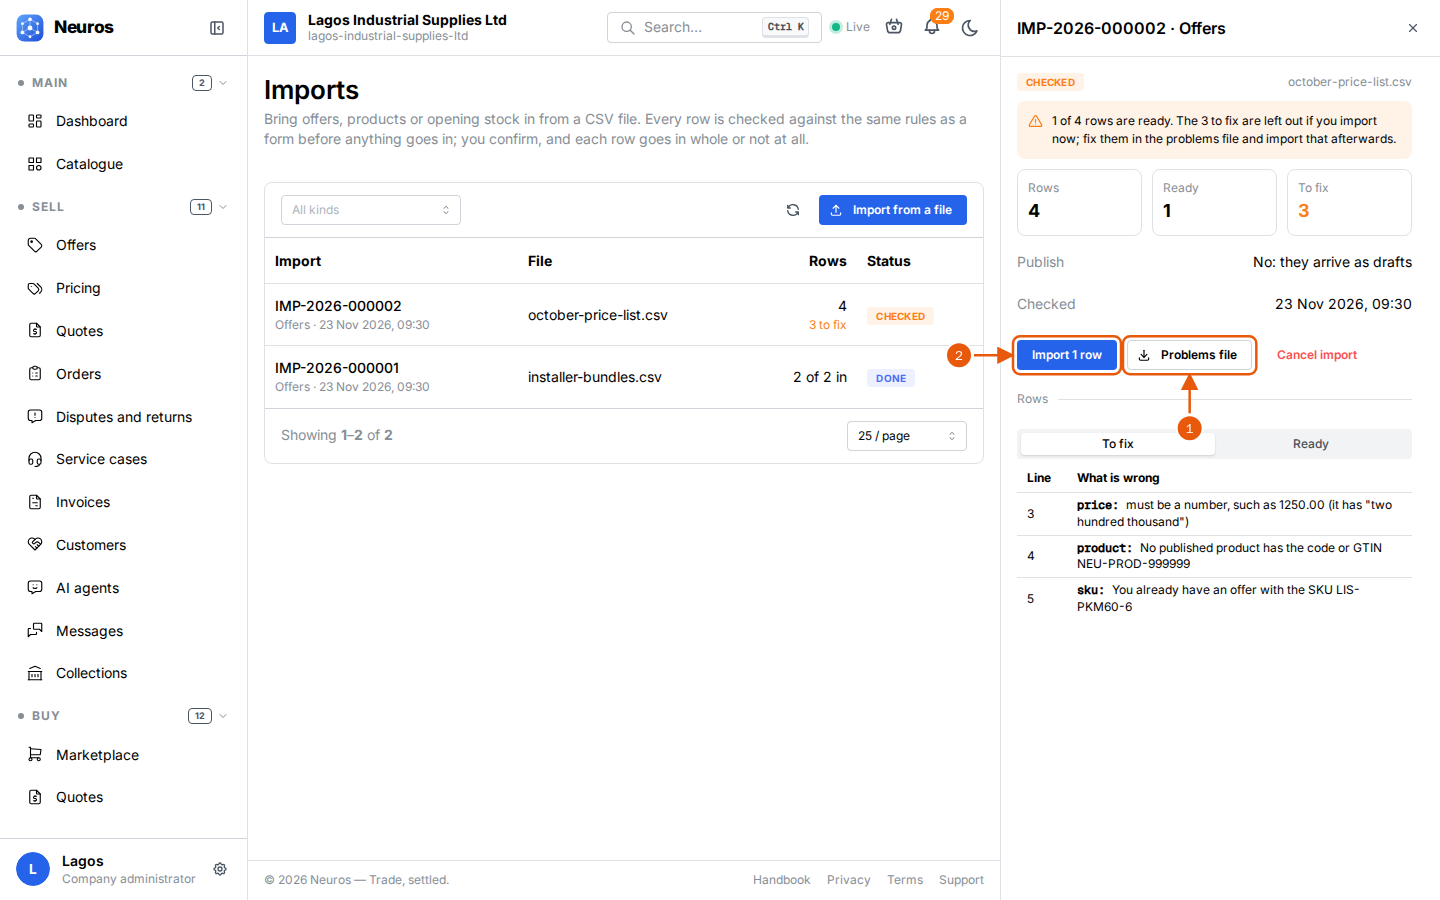 Neuros
MAIN
2
Dashboard
Catalogue
SELL
11
Offers
Pricing
Quotes
Orders
Disputes and returns
Service cases
Invoices
Customers
AI agents
Messages
Collections
BUY
12
Marketplace
Quotes
L
Lagos
Company administrator
LA
Lagos Industrial Supplies Ltd
lagos-industrial-supplies-ltd
Search...
Ctrl K
Live
29
Imports
Bring offers, products or opening stock in from a CSV file. Every row is checked against the same rules as a
form before anything goes in; you confirm, and each row goes in whole or not at all.
All kinds
Import from a file
Import File Rows Status
IMP-2026-000002 october-price-list.csv 4 CHECKED
Offers · 23 Nov 2026, 09:30 3 to fix
IMP-2026-000001 installer-bundles.csv 2 of 2 in DONE
Offers · 23 Nov 2026, 09:30
Showing 1–2 of 2
25 / page
© 2026 Neuros — Trade, settled.
Handbook Privacy Terms Support
IMP-2026-000002 · Offers
CHECKED
october-price-list.csv
1 of 4 rows are ready. The 3 to fix are left out if you import
now; fix them in the problems file and import that afterwards.
Rows Ready To fix
4 1 3
Publish No: they arrive as drafts
Checked 23 Nov 2026, 09:30
2
Import 1 row
Problems file
Cancel import
Rows
1
To fix
Ready
Line What is wrong
3 price: must be a number, such as 1250.00 (it has "two
hundred thousand")
4 product: No published product has the code or GTIN
NEU-PROD-999999
5 sku: You already have an offer with the SKU LIS-
PKM60-6